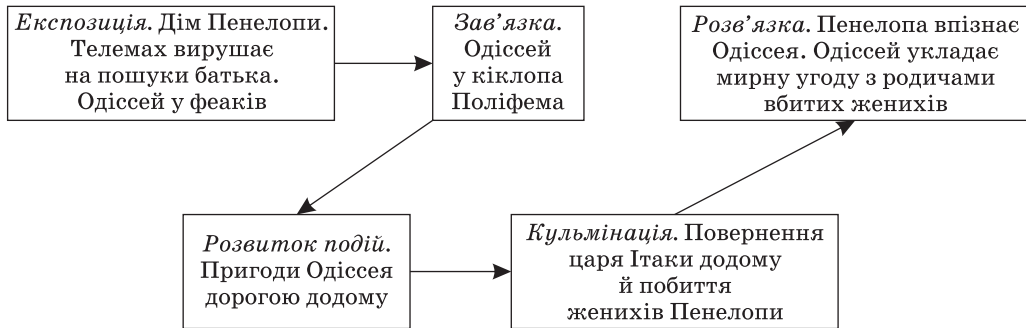 Експозиція. Дім Пенелопи.
Телемах вирушає
на пошуки батька.
Одіссей у феаків
Зав’язка.
Одіссей
у кіклопа
Поліфема
Розвиток подій.
Пригоди Одіссея
дорогою додому
Кульмінація. Повернення
царя Ітаки додому
й побиття
женихів Пенелопи
Розв’язка. Пенелопа впізнає
Одіссея. Одіссей укладає
мирну угоду з родичами
вбитих женихів